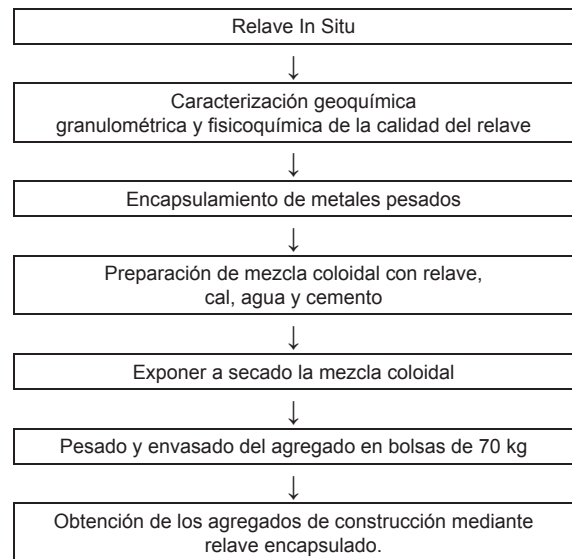 Relave In Situ
↓
Caracterización geoquímica
granulométrica y fisicoquímica de la calidad del relave
↓
Encapsulamiento de metales pesados
↓
Preparación de mezcla coloidal con relave,
cal, agua y cemento
↓
Exponer a secado la mezcla coloidal
↓
Pesado y envasado del agregado en bolsas de 70 kg
↓
Obtención de los agregados de construcción mediante
relave encapsulado.